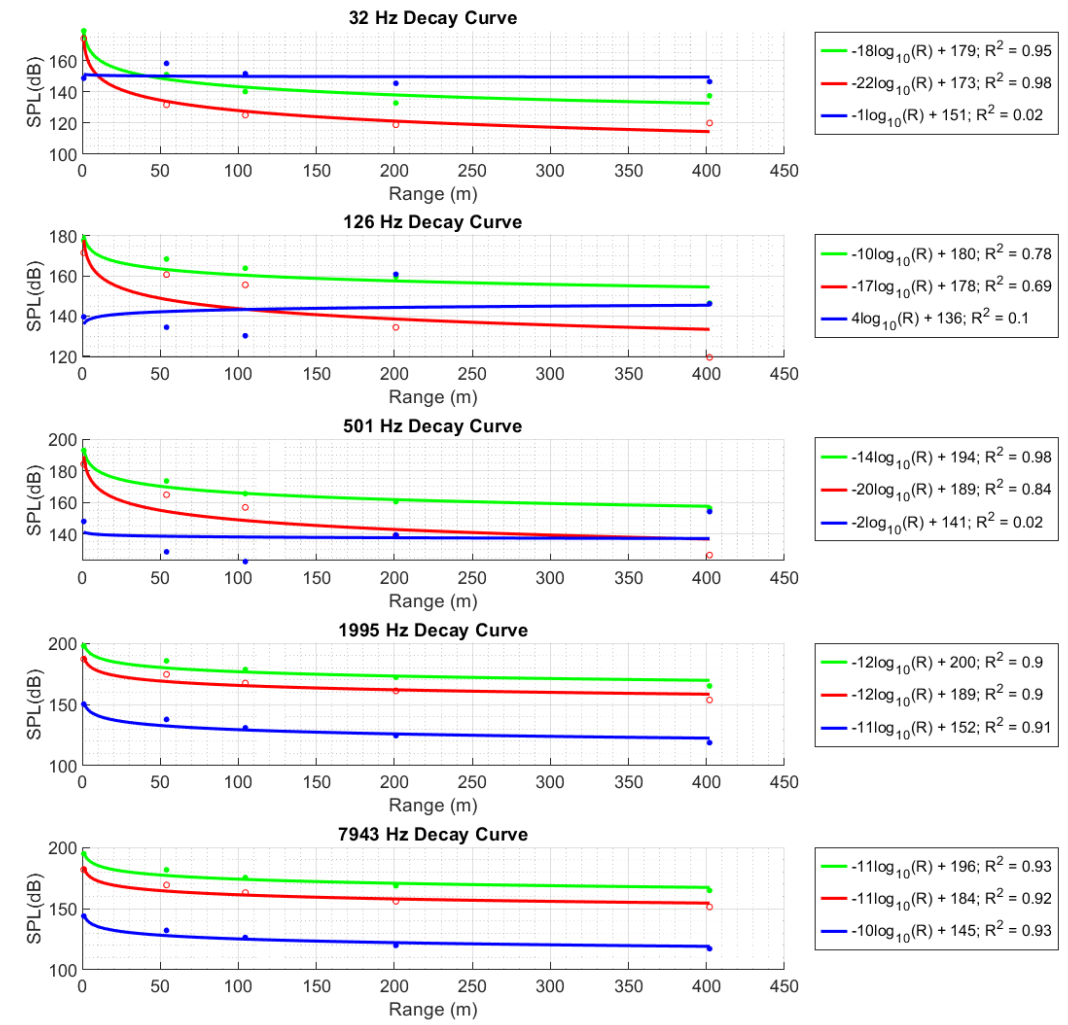 32 Hz Decay Curve
SPL(dB)
160
140
120
100
0 50 100 150 200 250 300 350 400 450
Range (m)
-18log10(R) + 179; R2 = 0.95
-22log10(R) + 173; R2 = 0.98
-1log10(R) + 151; R2 = 0.02
126 Hz Decay Curve
SPL(dB)
180
160
140
120
0 50 100 150 200 250 300 350 400 450
Range (m)
-10log10(R) + 180; R2 = 0.78
-17log10(R) + 178; R2 = 0.69
4log10(R) + 136; R2 = 0.1
501 Hz Decay Curve
SPL(dB)
200
180
160
140
0 50 100 150 200 250 300 350 400 450
Range (m)
-14log10(R) + 194; R2 = 0.98
-20log10(R) + 189; R2 = 0.84
-2log10(R) + 141; R2 = 0.02
1995 Hz Decay Curve
SPL(dB)
200
150
100
0 50 100 150 200 250 300 350 400 450
Range (m)
-12log10(R) + 200; R2 = 0.9
-12log10(R) + 189; R2 = 0.9
-11log10(R) + 152; R2 = 0.91
7943 Hz Decay Curve
SPL(dB)
200
150
100
0 50 100 150 200 250 300 350 400 450
Range (m)
-11log10(R) + 196; R2 = 0.93
-11log10(R) + 184; R2 = 0.92
-10log10(R) + 145; R2 = 0.93